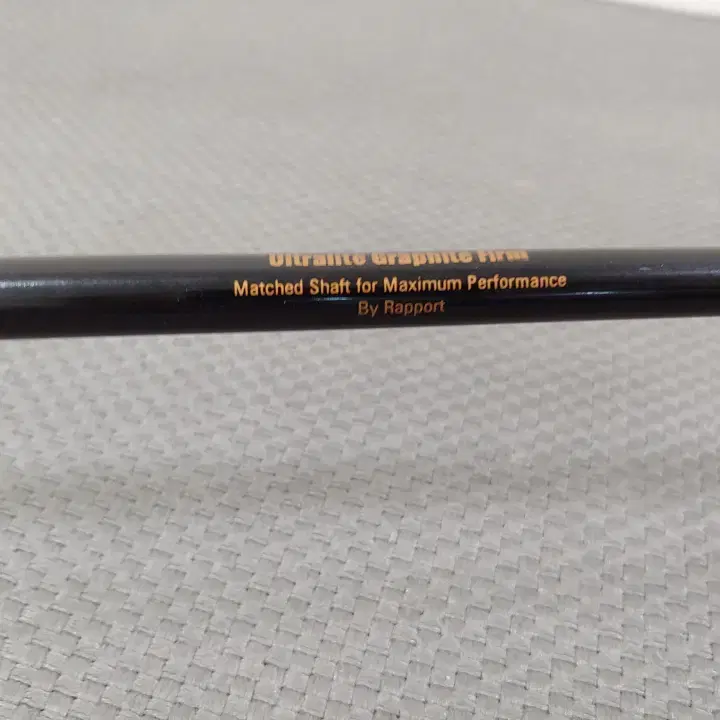 Ultralite Graphite Firm
Matched Shaft for Maximum Performance
By Rapport